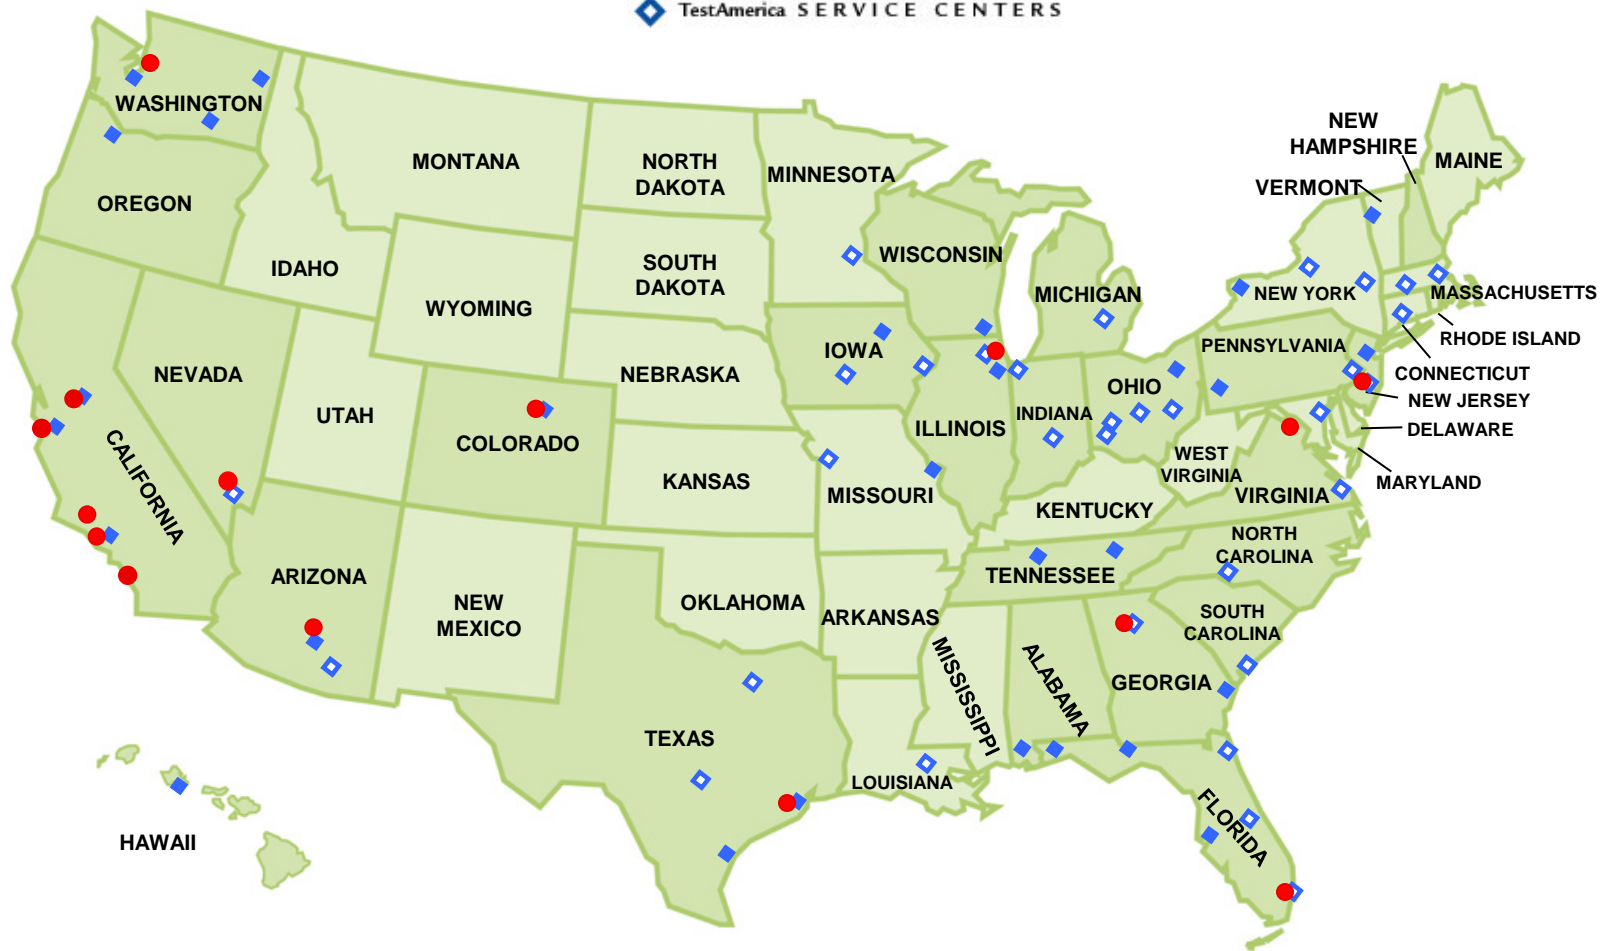 TestAmerica SERVICE CENTERS
WASHINGTON
MONTANA
NORTH
DAKOTA
MINNESOTA
NEW
HAMPSHIRE
MAINE
VERMONT
OREGON
IDAHO
SOUTH
DAKOTA
WISCONSIN
MICHIGAN
NEW YORK
MASSACHUSETTS
WYOMING
RHODE ISLAND
IOWA
PENNSYLVANIA
CONNECTICUT
NEVADA
NEBRASKA
OHIO
NEW JERSEY
UTAH
COLORADO
ILLINOIS
INDIANA
DELAWARE
CALIFORNIA
KANSAS
MISSOURI
WEST
VIRGINIA
VIRGINIA
MARYLAND
KENTUCKY
NORTH
CAROLINA
ARIZONA
TENNESSEE
NEW
MEXICO
OKLAHOMA
ARKANSAS
SOUTH
CAROLINA
MISSISSIPPI
ALABAMA
GEORGIA
TEXAS
LOUISIANA
FLORIDA
HAWAII